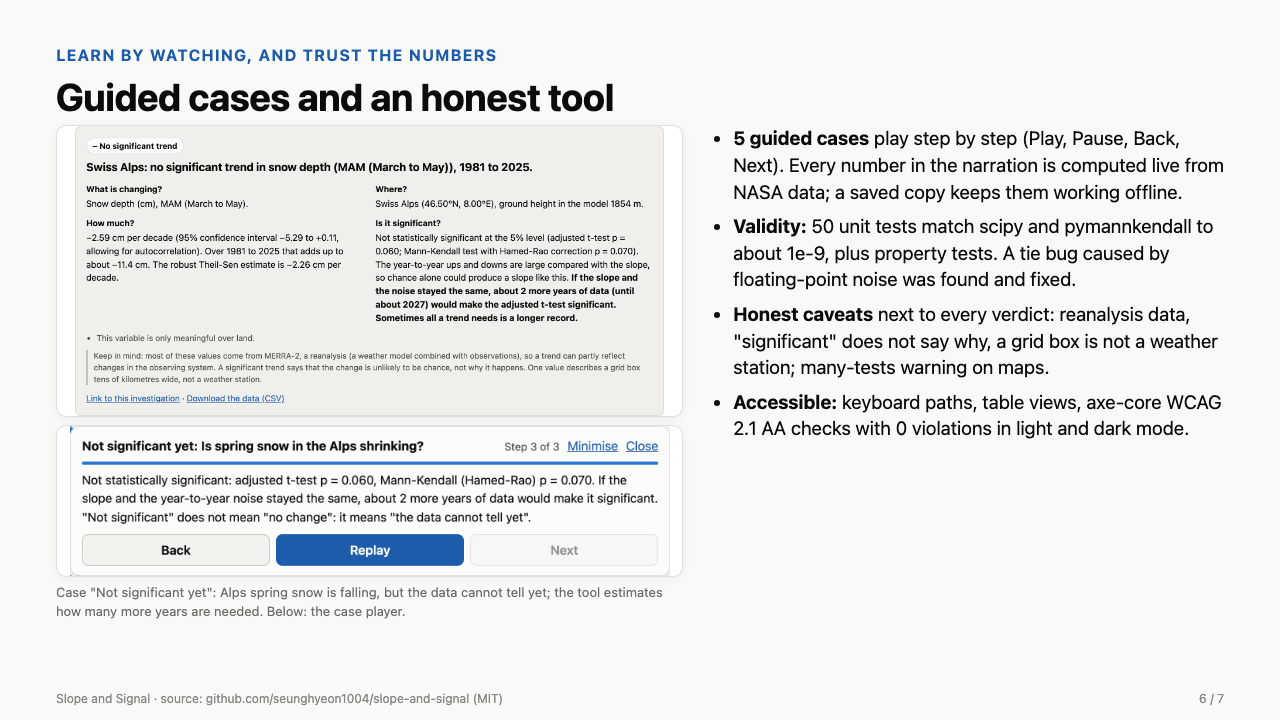 LEARN BY WATCHING, AND TRUST THE NUMBERS
Guided cases and an honest tool
– No significant trend
Swiss Alps: no significant trend in snow depth (MAM (March to May)), 1981 to 2025.
What is changing?
Snow depth (cm), MAM (March to May).
Where?
Swiss Alps (46.50°N, 8.00°E), ground height in the model 1854 m.
How much?
−2.59 cm per decade (95% confidence interval −5.29 to +0.11,
allowing for autocorrelation). Over 1981 to 2025 that adds up to
about −11.4 cm. The robust Theil-Sen estimate is −2.26 cm per
decade.
Is it significant?
Not statistically significant at the 5% level (adjusted t-test p =
0.060; Mann-Kendall test with Hamed-Rao correction p = 0.070).
The year-to-year ups and downs are large compared with the slope,
so chance alone could produce a slope like this. If the slope and
the noise stayed the same, about 2 more years of data (until
about 2027) would make the adjusted t-test significant.
Sometimes all a trend needs is a longer record.
• This variable is only meaningful over land.
Keep in mind: most of these values come from MERRA-2, a reanalysis (a weather model combined with observations), so a trend can partly reflect
changes in the observing system. A significant trend says that the change is unlikely to be chance, not why it happens. One value describes a grid box
tens of kilometres wide, not a weather station.
Link to this investigation · Download the data (CSV)
Not significant yet: Is spring snow in the Alps shrinking?
Step 3 of 3 Minimise Close
Not statistically significant: adjusted t-test p = 0.060, Mann-Kendall (Hamed-Rao) p = 0.070. If the
slope and the year-to-year noise stayed the same, about 2 more years of data would make it significant.
"Not significant" does not mean "no change": it means "the data cannot tell yet".
Back
Replay
Next
Case "Not significant yet": Alps spring snow is falling, but the data cannot tell yet; the tool estimates
how many more years are needed. Below: the case player.
• 5 guided cases play step by step (Play, Pause, Back,
Next). Every number in the narration is computed live from
NASA data; a saved copy keeps them working offline.
• Validity: 50 unit tests match scipy and pymannkendall to
about 1e-9, plus property tests. A tie bug caused by
floating-point noise was found and fixed.
• Honest caveats next to every verdict: reanalysis data,
"significant" does not say why, a grid box is not a weather
station; many-tests warning on maps.
• Accessible: keyboard paths, table views, axe-core WCAG
2.1 AA checks with 0 violations in light and dark mode.
Slope and Signal · source: github.com/seunghyeon1004/slope-and-signal (MIT)
6 / 7